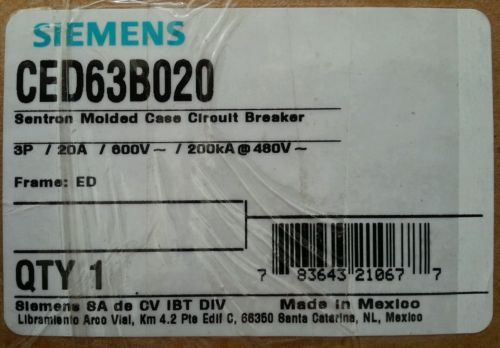 SIEMENS
CED63B020
Sentron Molded Case Circuit Breaker
3P / 20A / 600V ~ / 200kA @ 480V ~
Frame: ED
QTY 1
7 83643 21067 7
Siemens SA de CV IBT DIV Made in Mexico
Libramiento Arco Vial, Km 4.2 Pte Edif C, 66350 Santa Catarina, NL, Mexico